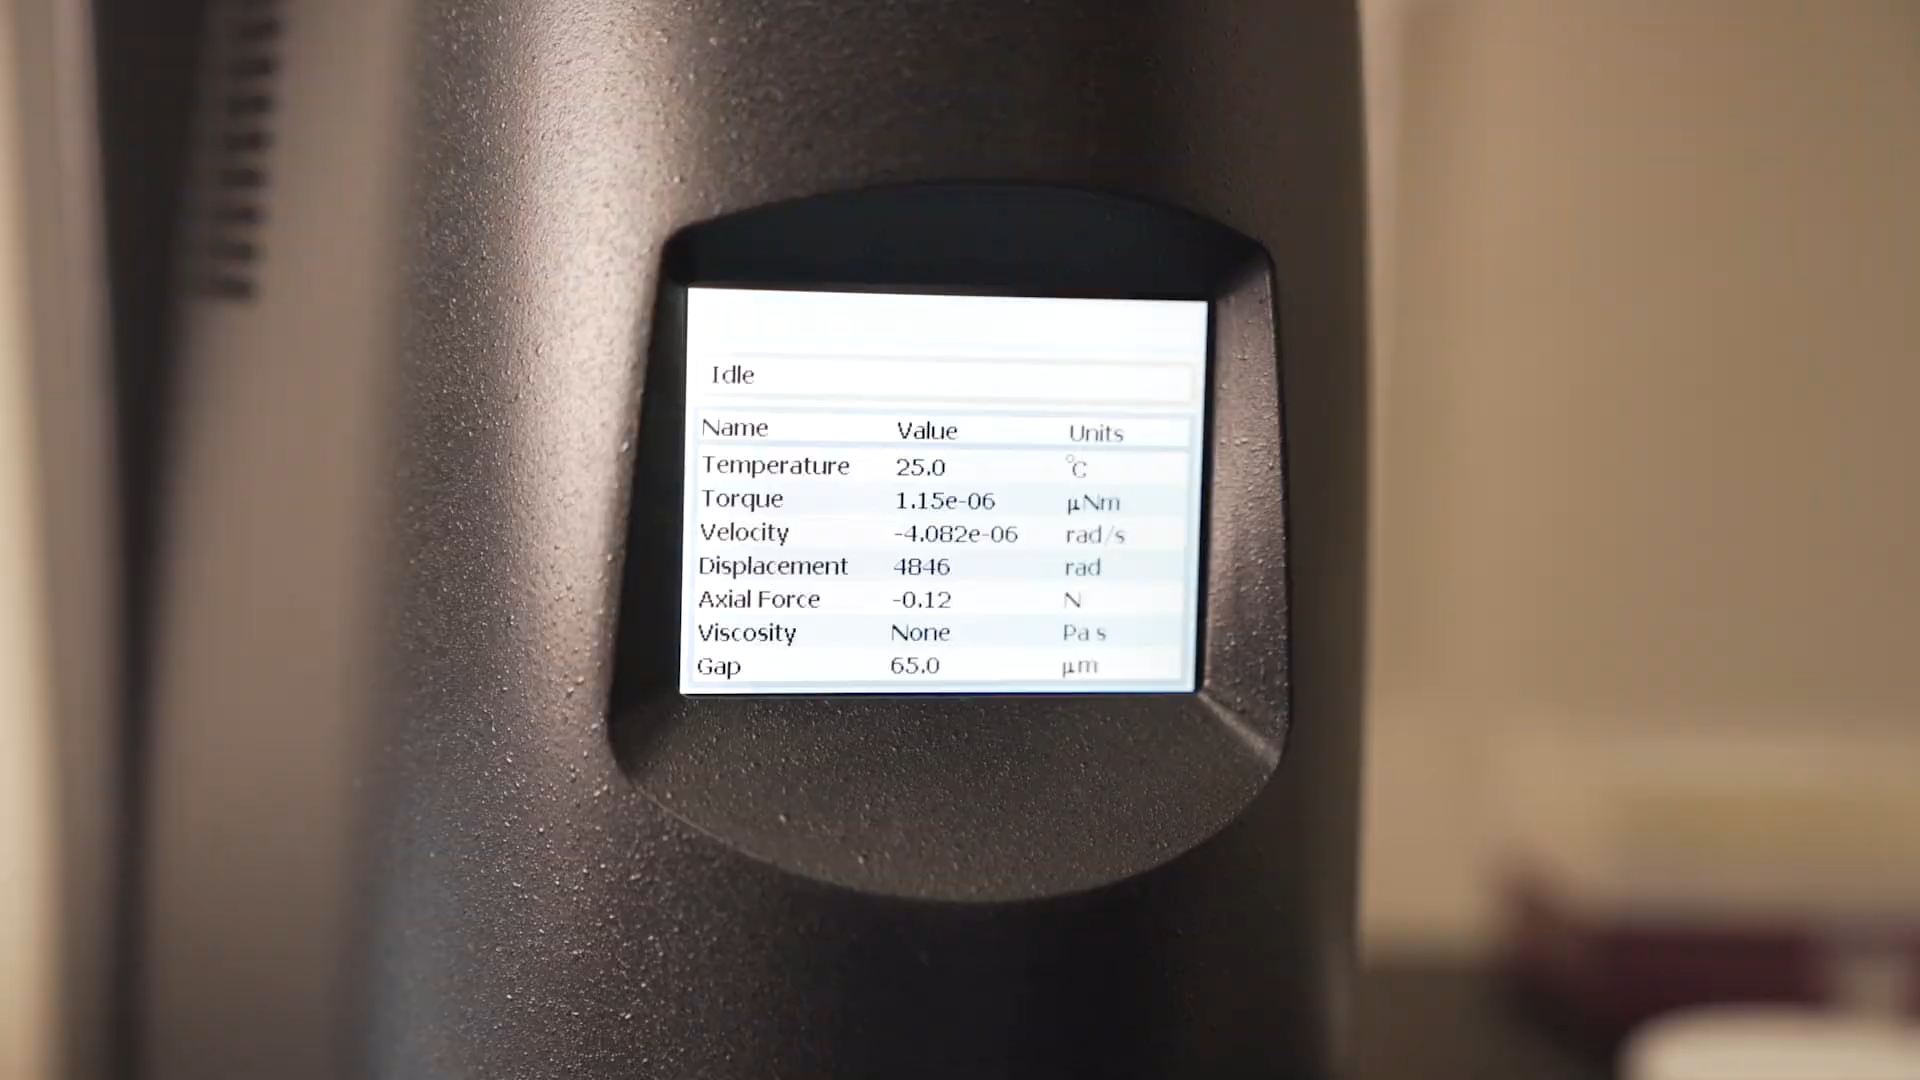 Idle
Name Value Units
Temperature 25.0 °C
Torque 1.15e-06 μNm
Velocity -4.082e-06 rad/s
Displacement 4846 rad
Axial Force -0.12 N
Viscosity None Pa s
Gap 65.0 μm